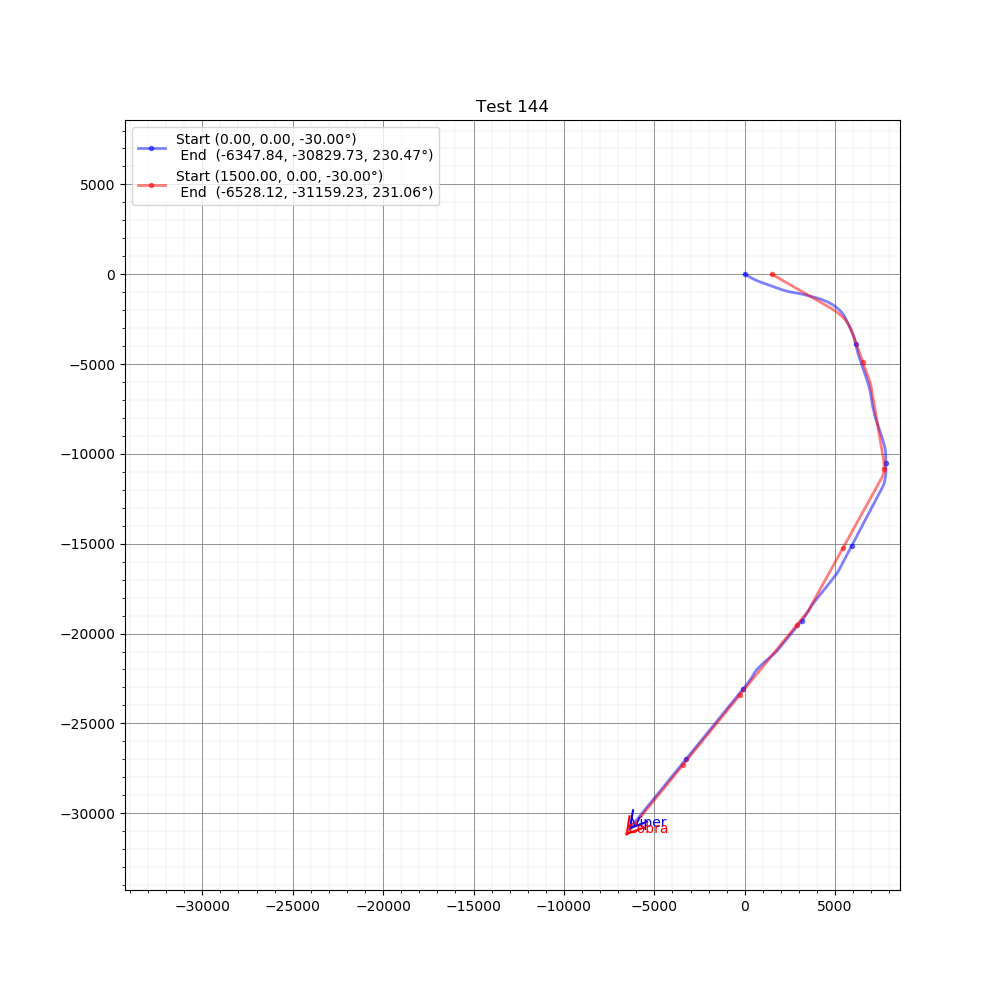 Test 144
Start (0.00, 0.00, -30.00°)
End (-6347.84, -30829.73, 230.47°)
Start (1500.00, 0.00, -30.00°)
End (-6528.12, -31159.23, 231.06°)
5000
0
−5000
−10000
−15000
−20000
−25000
−30000
Viper
Cobra
−30000 −25000 −20000 −15000 −10000 −5000 0 5000